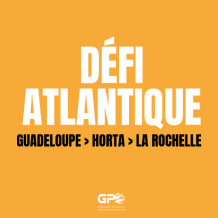 DÉFI
ATLANTIQUE
GUADELOUPE > HORTA > LA ROCHELLE
GPO